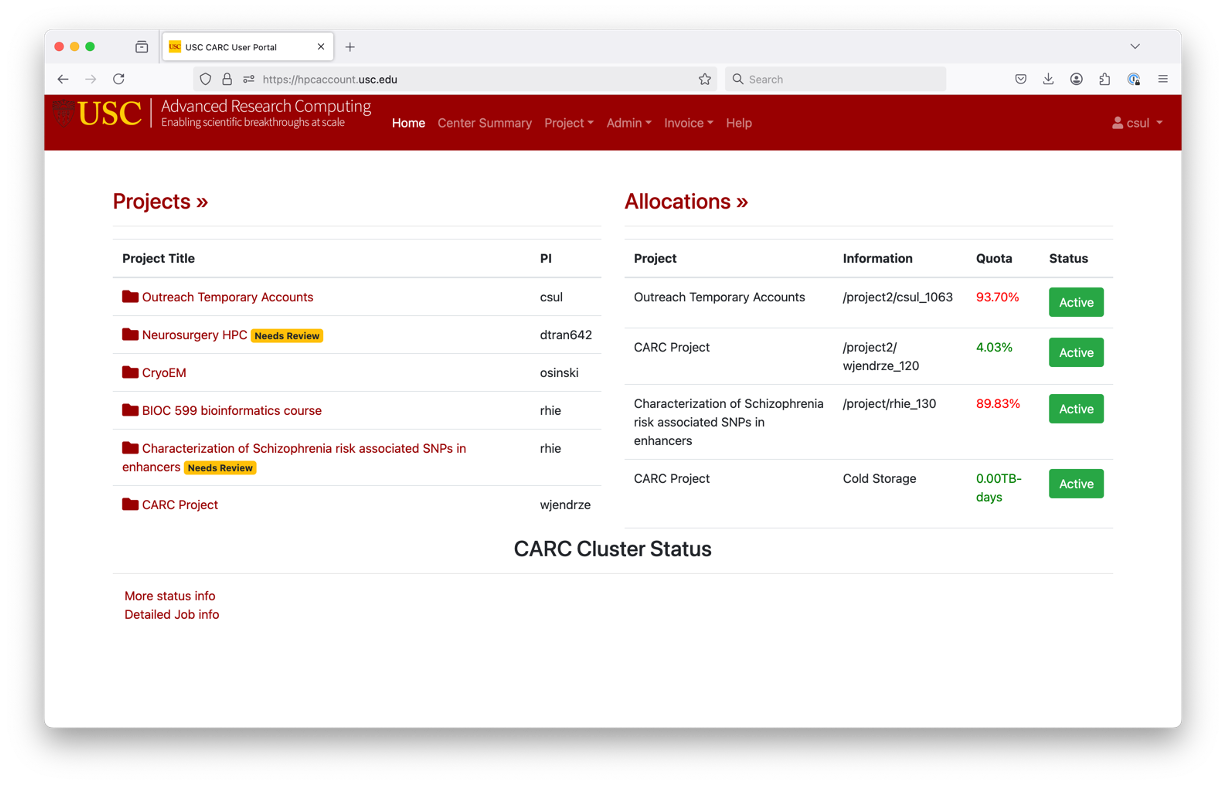 USC CARC User Portal
https://hpcaccount.usc.edu
Search
USC
Advanced Research Computing
Enabling scientific breakthroughs at scale
Home Center Summary Project Admin Invoice Help
csul
Projects »
Project Title PI
Outreach Temporary Accounts csul
Neurosurgery HPC Needs Review dtran642
CryoEM osinski
BIOC 599 bioinformatics course rhie
Characterization of Schizophrenia risk associated SNPs in rhie
enhancers Needs Review
CARC Project wjendrze
Allocations »
Project Information Quota Status
Outreach Temporary Accounts /project2/csul_1063 93.70% Active
CARC Project /project2/ 4.03% Active
wjendrze_120
Characterization of Schizophrenia /project/rhie_130 89.83% Active
risk associated SNPs in
enhancers
CARC Project Cold Storage 0.00TB- Active
days
CARC Cluster Status
More status info
Detailed Job info